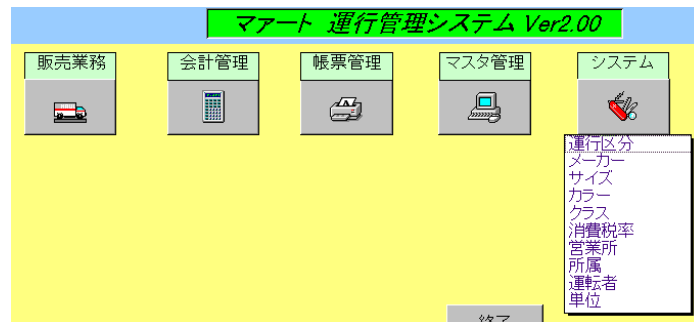 マァート 運行管理システム Ver2.00
販売業務
会計管理
帳票管理
マスタ管理
システム
運行区分
メーカー
サイズ
カラー
クラス
消費税率
営業所
所属
運転者
単位
終了